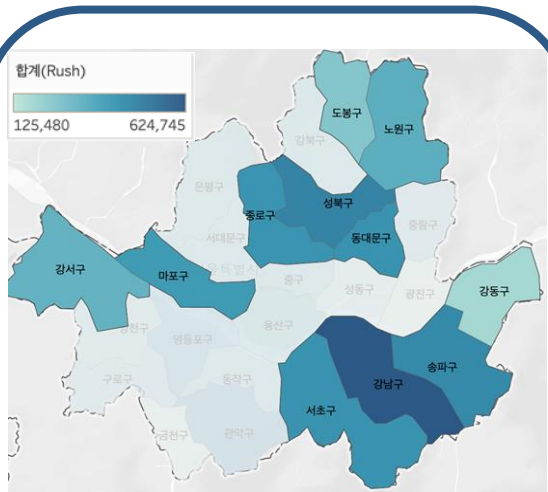 합계(Rush)
125,480 624,745
도봉구
노원구
강북구
은평구
성북구
종로구
중랑구
서대문구
동대문구
강서구
마포구
중구
성동구
광진구
강동구
용산구
영등포구
송파구
구로구
동작구
강남구
서초구
금천구
관악구